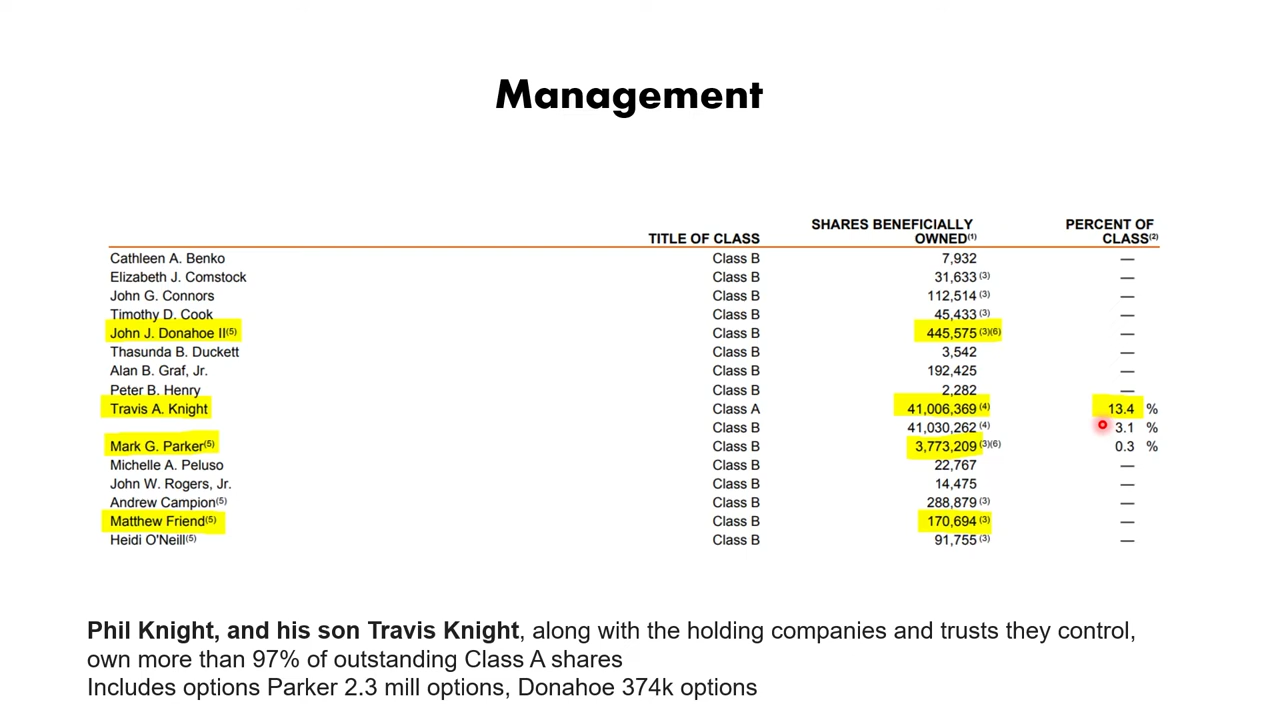 Management
TITLE OF CLASS SHARES BENEFICIALLY OWNED(1) PERCENT OF CLASS(2)
Cathleen A. Benko Class B 7,932 —
Elizabeth J. Comstock Class B 31,633 (3) —
John G. Connors Class B 112,514 (3) —
Timothy D. Cook Class B 45,433 (3) —
John J. Donahoe II(5) Class B 445,575 (3)(6) —
Thasunda B. Duckett Class B 3,542 —
Alan B. Graf, Jr. Class B 192,425 —
Peter B. Henry Class B 2,282 —
Travis A. Knight Class A 41,006,369 (4) 13.4 %
Class B 41,030,262 (4) 3.1 %
Mark G. Parker(5) Class B 3,773,209 (3)(6) 0.3 %
Michelle A. Peluso Class B 22,767 —
John W. Rogers, Jr. Class B 14,475 —
Andrew Campion(5) Class B 288,879 (3) —
Matthew Friend(5) Class B 170,694 (3) —
Heidi O'Neill(5) Class B 91,755 (3) —
Phil Knight, and his son Travis Knight, along with the holding companies and trusts they control,
own more than 97% of outstanding Class A shares
Includes options Parker 2.3 mill options, Donahoe 374k options